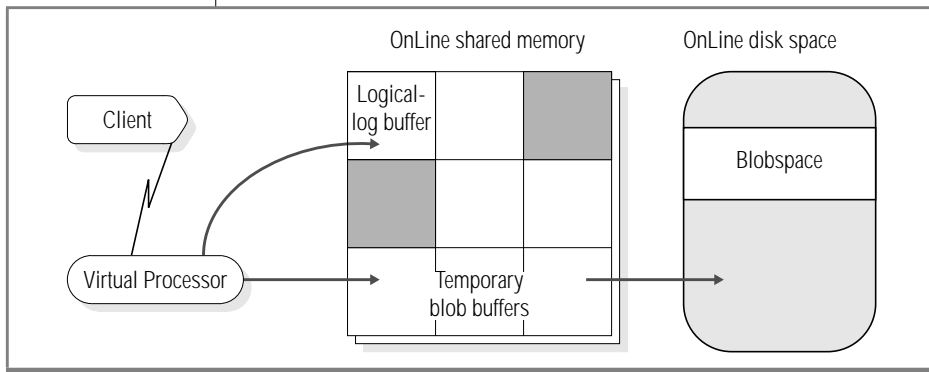 OnLine shared memory
OnLine disk space
Client
Logical-
log buffer
Blobspace
Virtual Processor
Temporary
blob buffers